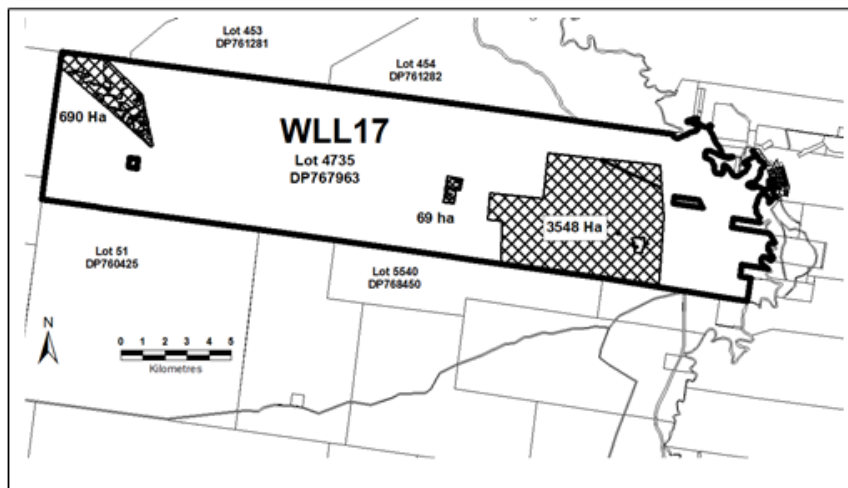 Lot 453
DP761281
Lot 454
DP761282
690 Ha
WLL17
Lot 4735
DP767963
69 ha
3548 Ha
Lot 51
DP760425
Lot 5540
DP768450
N
0 1 2 3 4 5
Kilometres